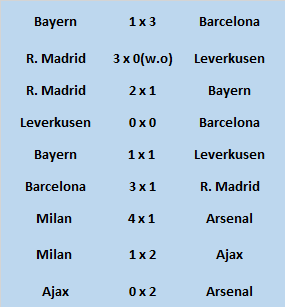 Bayern 1 x 3 Barcelona
R. Madrid 3 x 0(w.o) Leverkusen
R. Madrid 2 x 1 Bayern
Leverkusen 0 x 0 Barcelona
Bayern 1 x 1 Leverkusen
Barcelona 3 x 1 R. Madrid
Milan 4 x 1 Arsenal
Milan 1 x 2 Ajax
Ajax 0 x 2 Arsenal